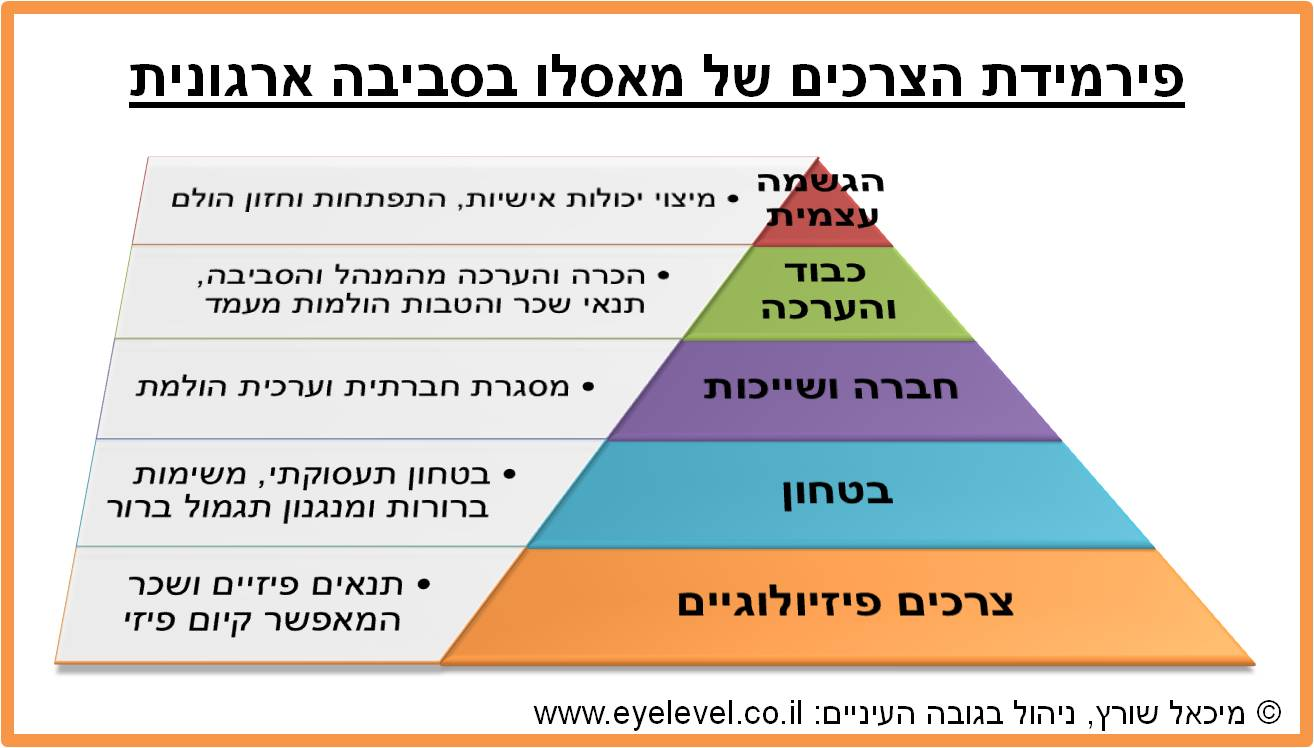 פירמידת הצרכים של מאסלו בסביבה ארגונית
הגשמה
עצמית
• מיצוי יכולות אישיות, התפתחות וחזון הולם
כבוד
והערכה
• הכרה והערכה מהמנהל והסביבה,
תנאי שכר והטבות הולמות מעמד
חברה ושייכות
• מסגרת חברתית וערכית הולמת
בטחון
• בטחון תעסוקתי, משימות
ברורות ומנגנון תגמול ברור
צרכים פיזיולוגיים
• תנאים פיזיים ושכר
המאפשר קיום פיזי
© מיכאל שורץ, ניהול בגובה העיניים: www.eyelevel.co.il